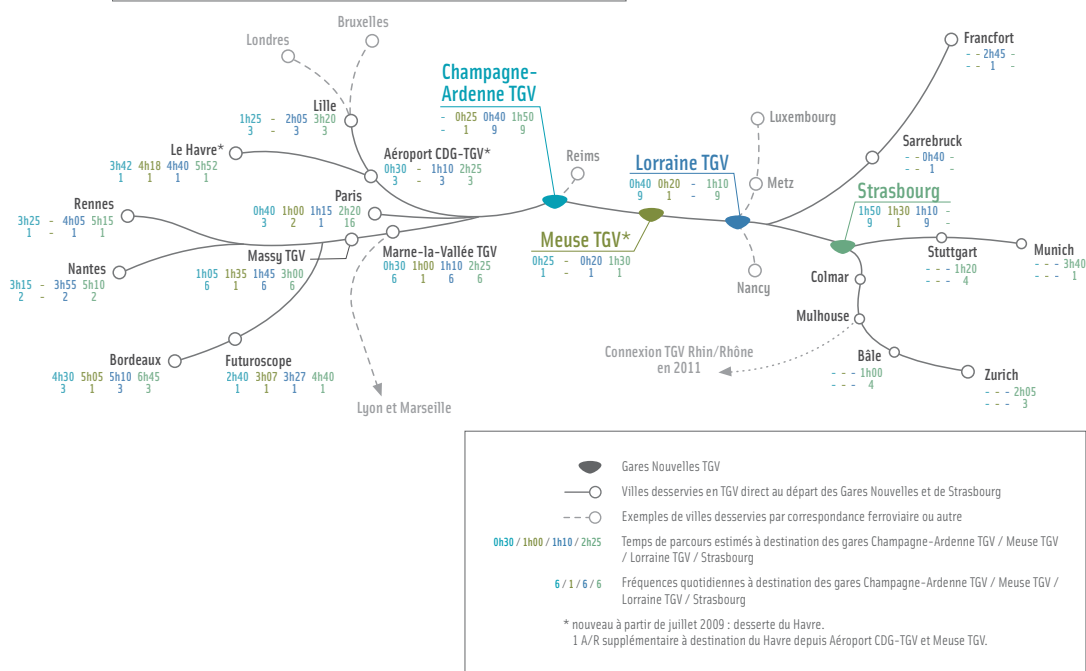 Bruxelles
Londres
Francfort
- - 2h45 -
- - 1 -
Champagne-
Ardenne TGV
- 0h25 0h40 1h50
- 1 9 9
Lille
1h25 - 2h05 3h20
3 - 3 3
Luxembourg
Le Havre*
3h42 4h18 4h40 5h52
1 1 1 1
Aéroport CDG-TGV*
0h30 - 1h10 2h25
3 - 3 3
Reims
Lorraine TGV
0h40 0h20 - 1h10
9 1 - 9
Sarrebruck
- - 0h40 -
- - 1 -
Metz
Strasbourg
1h50 1h30 1h10 -
9 1 9 -
Paris
0h40 1h00 1h15 2h20
3 2 1 16
Rennes
3h25 - 4h05 5h15
1 - 1 1
Meuse TGV*
0h25 - 0h20 1h30
1 - 1 1
Massy TGV
1h05 1h35 1h45 3h00
6 1 6 6
Marne-la-Vallée TGV
0h30 1h00 1h10 2h25
6 1 6 6
Stuttgart
- - - 1h20
- - - 4
Munich
- - - 3h40
- - - 1
Nantes
3h15 - 3h55 5h10
2 - 2 2
Nancy
Colmar
Mulhouse
Connexion TGV Rhin/Rhône
en 2011
Bordeaux
4h30 5h05 5h10 6h45
3 1 3 3
Futuroscope
2h40 3h07 3h27 4h40
1 1 1 1
Bâle
- - - 1h00
- - - 4
Zurich
- - - 2h05
- - - 3
Lyon et Marseille
Gares Nouvelles TGV
Villes desservies en TGV direct au départ des Gares Nouvelles et de Strasbourg
Exemples de villes desservies par correspondance ferroviaire ou autre
0h30 / 1h00 / 1h10 / 2h25 Temps de parcours estimés à destination des gares Champagne-Ardenne TGV / Meuse TGV
/ Lorraine TGV / Strasbourg
6 / 1 / 6 / 6 Fréquences quotidiennes à destination des gares Champagne-Ardenne TGV / Meuse TGV /
Lorraine TGV / Strasbourg
* nouveau à partir de juillet 2009 : desserte du Havre.
1 A/R supplémentaire à destination du Havre depuis Aéroport CDG-TGV et Meuse TGV.